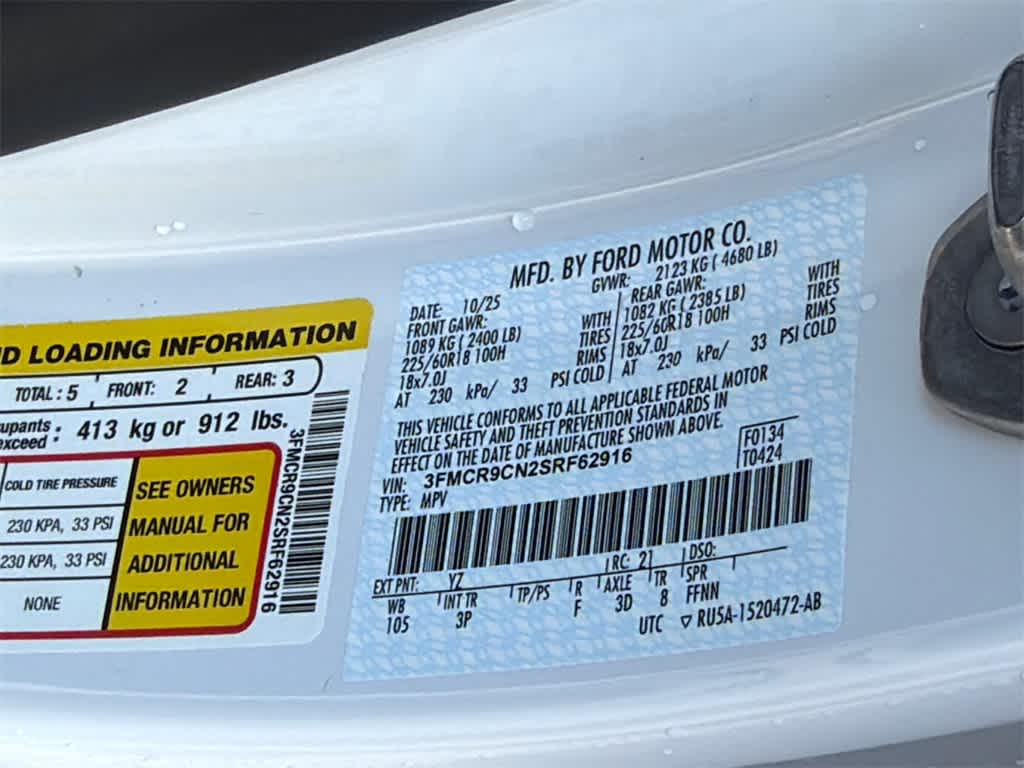 ND LOADING INFORMATION
TOTAL : 5 FRONT: 2 REAR: 3
upants
exceed : 413 kg or 912 lbs.
COLD TIRE PRESSURE
230 KPA, 33 PSI
230 KPA, 33 PSI
NONE
SEE OWNERS
MANUAL FOR
ADDITIONAL
INFORMATION
3FMCR9CN2SRF62916
MFD. BY FORD MOTOR CO.
DATE: 10/25 GVWR: 2123 KG ( 4680 LB)
FRONT GAWR:
1089 KG ( 2400 LB) WITH
225/60R18 100H TIRES
18x7.0J RIMS
AT 230 kPa/ 33 PSI COLD
REAR GAWR: WITH
1082 KG ( 2385 LB) TIRES
225/60R18 100H RIMS
18x7.0J
AT 230 kPa/ 33 PSI COLD
THIS VEHICLE CONFORMS TO ALL APPLICABLE FEDERAL MOTOR
VEHICLE SAFETY AND THEFT PREVENTION STANDARDS IN
EFFECT ON THE DATE OF MANUFACTURE SHOWN ABOVE.
VIN: 3FMCR9CN2SRF62916 F0134
TYPE: MPV T0424
EXT PNT: YZ RC: 21 DSO:
WB INT TR TP/PS R AXLE TR SPR
105 3P F 3D 8 FFNN
UTC ▽ RU5A-1520472-AB